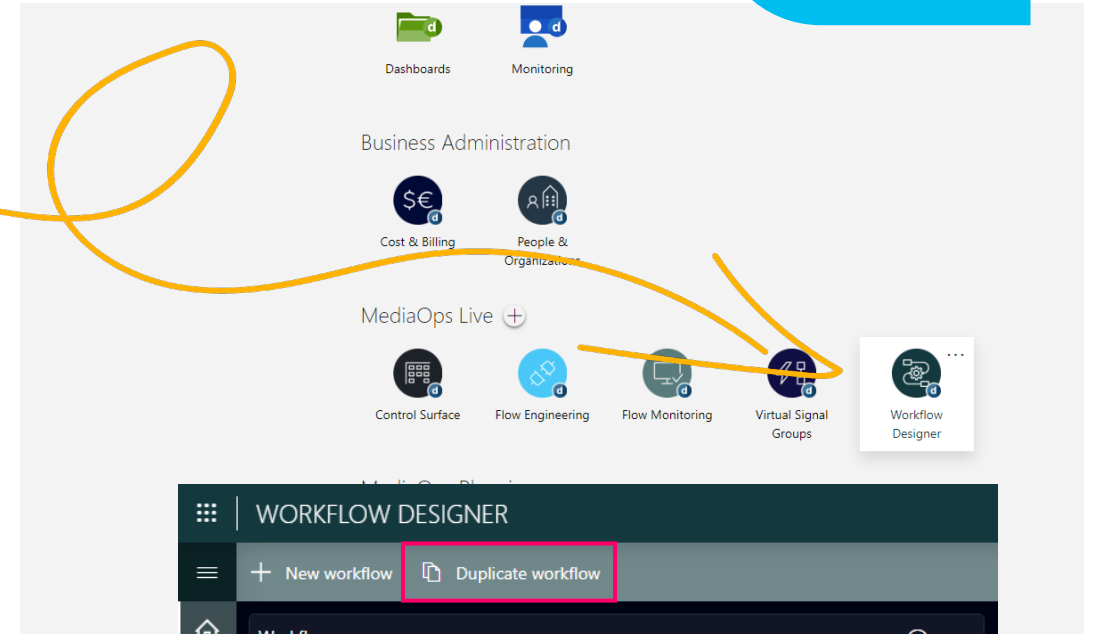 Dashboards
Monitoring
Business Administration
$€
Cost & Billing
People &
Organizations
MediaOps Live
Control Surface
Flow Engineering
Flow Monitoring
Virtual Signal
Groups
Workflow
Designer
WORKFLOW DESIGNER
New workflow
Duplicate workflow